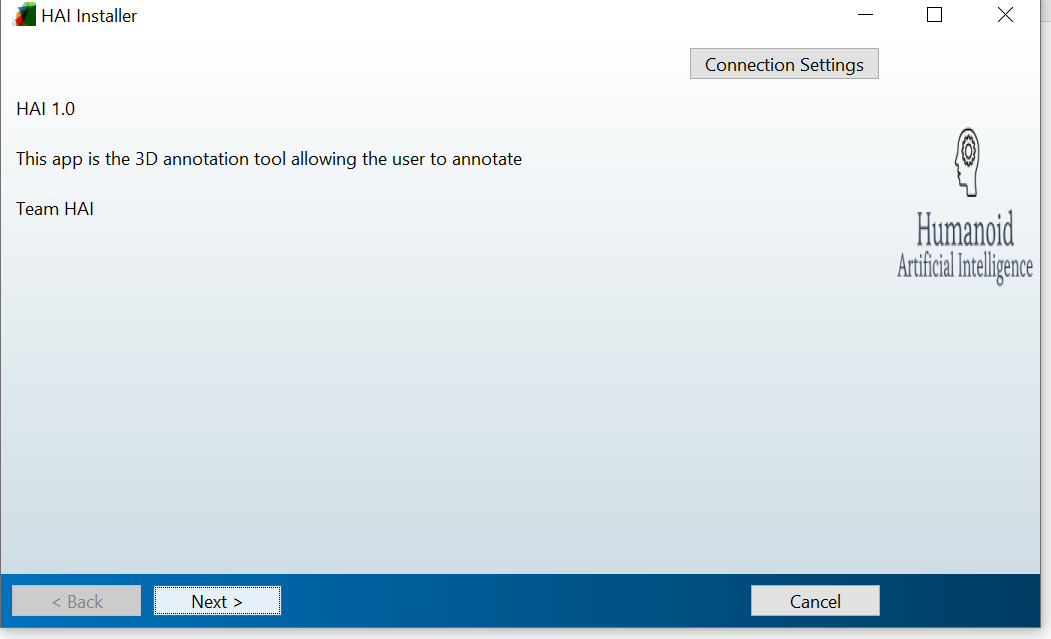 HAI Installer
Connection Settings
HAI 1.0
This app is the 3D annotation tool allowing the user to annotate
Team HAI
Humanoid
Artificial Intelligence
< Back
Next >
Cancel